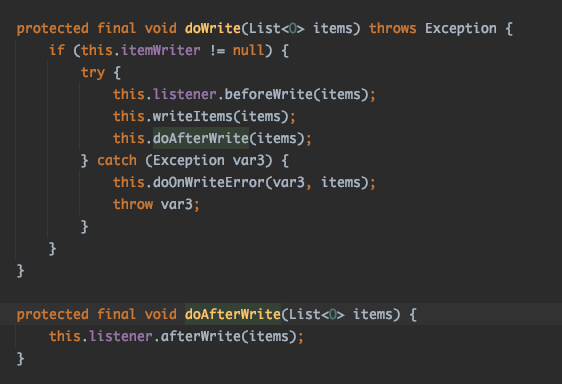 protected final void doWrite(List<O> items) throws Exception {
if (this.itemWriter != null) {
try {
this.listener.beforeWrite(items);
this.writeItems(items);
this.doAfterWrite(items);
} catch (Exception var3) {
this.doOnWriteError(var3, items);
throw var3;
}
}
}
protected final void doAfterWrite(List<O> items) {
this.listener.afterWrite(items);
}